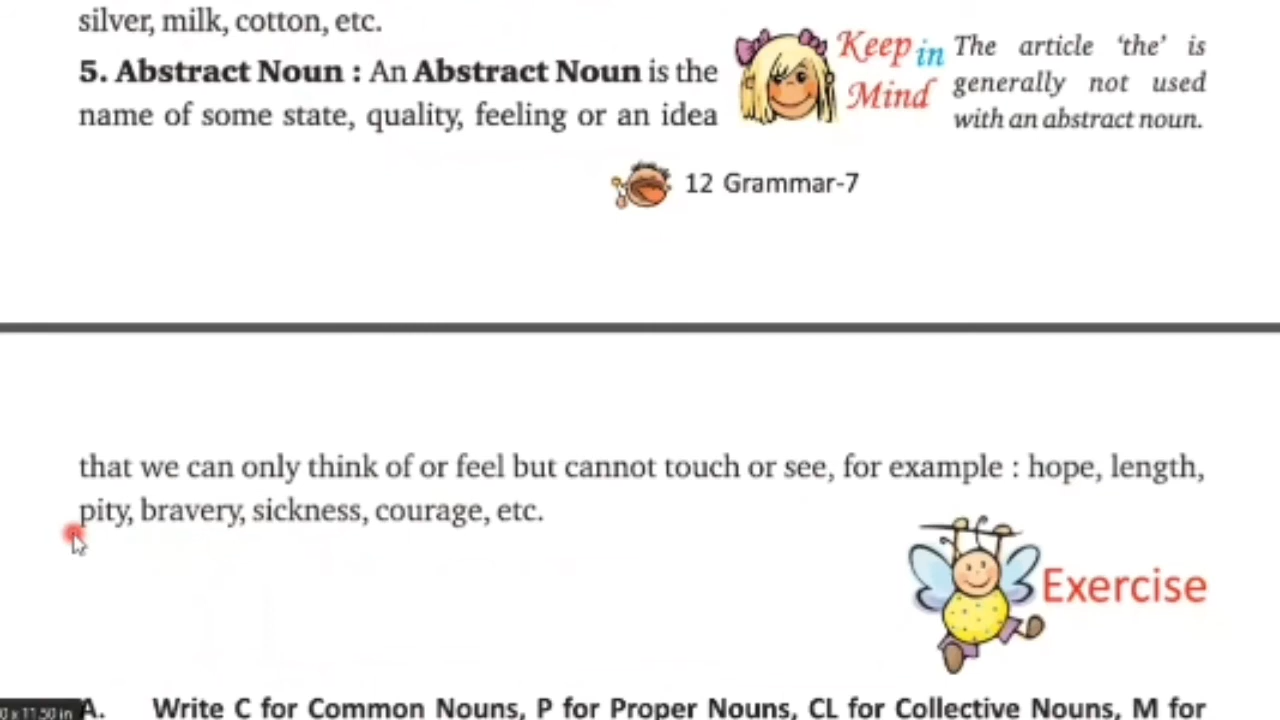 silver, milk, cotton, etc.
5. Abstract Noun : An Abstract Noun is the
name of some state, quality, feeling or an idea
Keep in
Mind
The article ‘the’ is
generally not used
with an abstract noun.
12 Grammar-7
that we can only think of or feel but cannot touch or see, for example : hope, length,
pity, bravery, sickness, courage, etc.
Exercise
A. Write C for Common Nouns, P for Proper Nouns, CL for Collective Nouns, M for